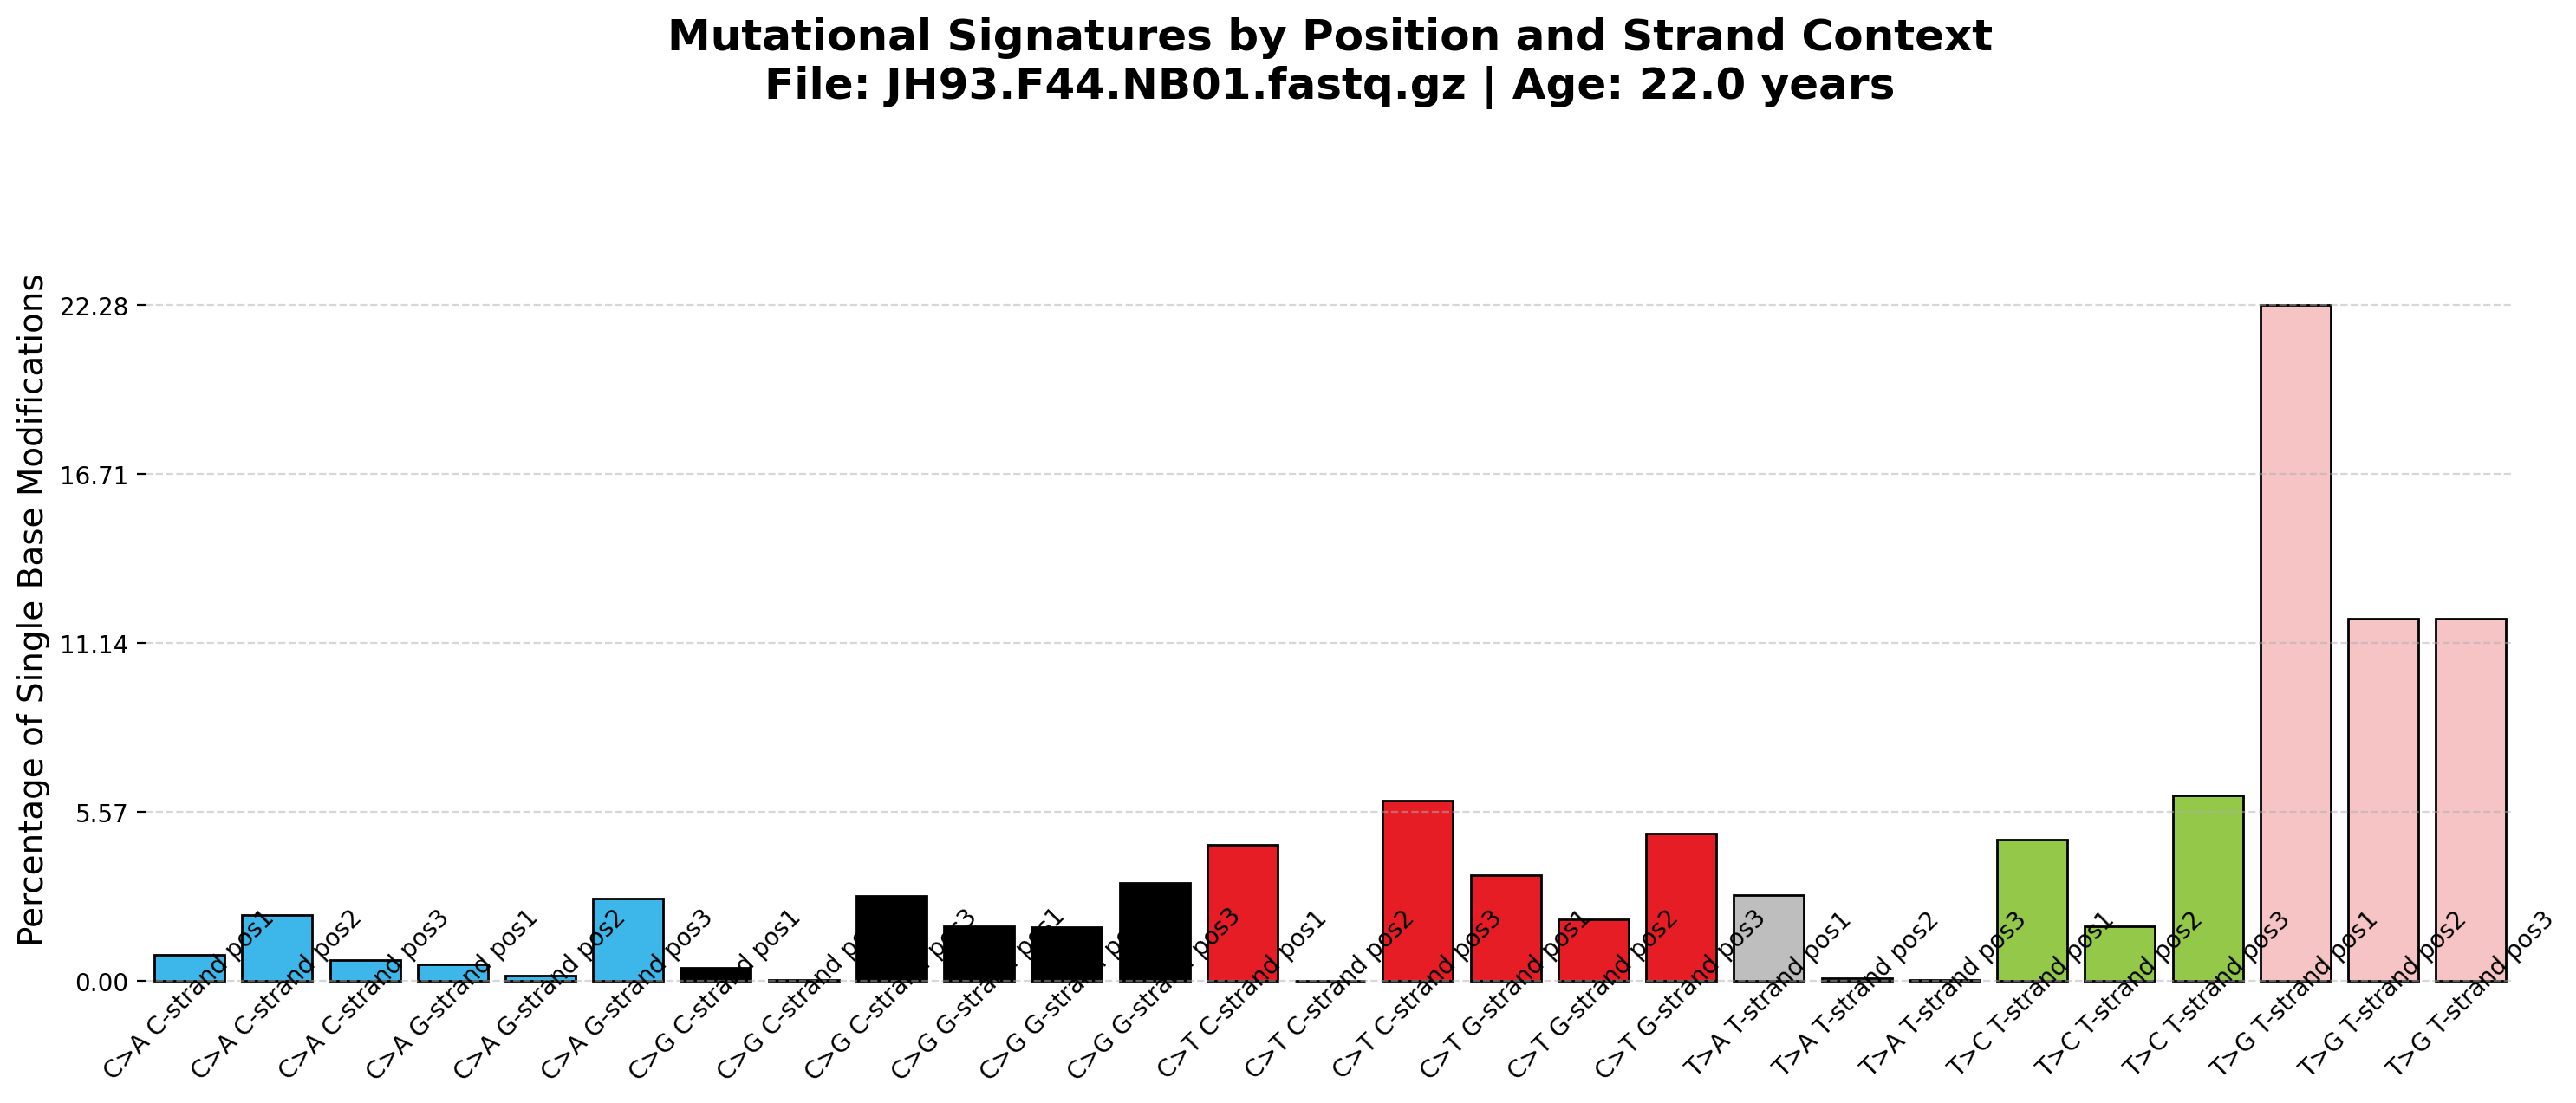 Mutational Signatures by Position and Strand Context
File: JH93.F44.NB01.fastq.gz | Age: 22.0 years
Percentage of Single Base Modifications
22.28
16.71
11.14
5.57
0.00
C>A C-strand pos1
C>A C-strand pos2
C>A C-strand pos3
C>A G-strand pos1
C>A G-strand pos2
C>A G-strand pos3
C>G C-strand pos1
C>G C-strand pos2
C>G C-strand pos3
C>G G-strand pos1
C>G G-strand pos2
C>G G-strand pos3
C>T C-strand pos1
C>T C-strand pos2
C>T C-strand pos3
C>T G-strand pos1
C>T G-strand pos2
C>T G-strand pos3
T>A T-strand pos1
T>A T-strand pos2
T>A T-strand pos3
T>C T-strand pos1
T>C T-strand pos2
T>C T-strand pos3
T>G T-strand pos1
T>G T-strand pos2
T>G T-strand pos3